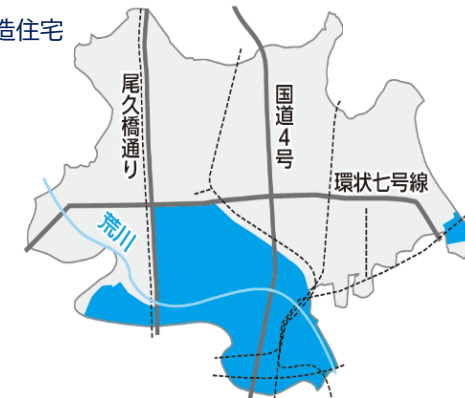 造住宅
尾久橋通り
国道4号
環状七号線
荒川